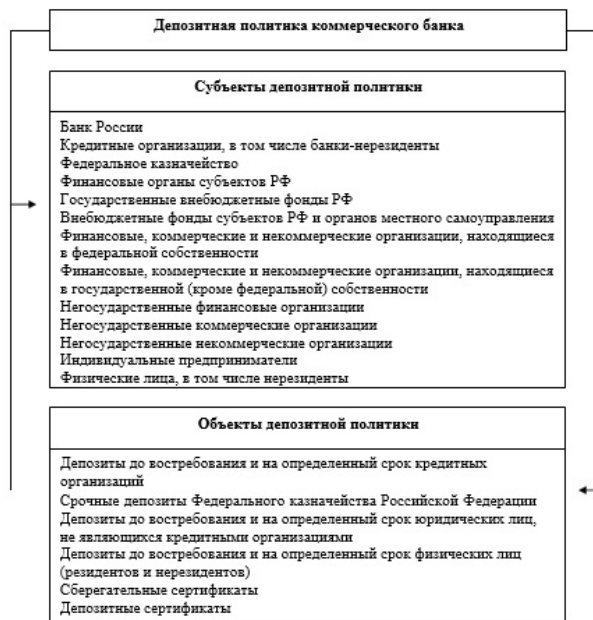 Депозитная политика коммерческого банка
Субъекты депозитной политики
Банк России
Кредитные организации, в том числе банки-нерезиденты
Федеральное казначейство
Финансовые органы субъектов РФ
Государственные внебюджетные фонды РФ
Внебюджетные фонды субъектов РФ и органов местного самоуправления
Финансовые, коммерческие и некоммерческие организации, находящиеся
в федеральной собственности
Финансовые, коммерческие и некоммерческие организации, находящиеся
в государственной (кроме федеральной) собственности
Негосударственные финансовые организации
Негосударственные коммерческие организации
Негосударственные некоммерческие организации
Индивидуальные предприниматели
Физические лица, в том числе нерезиденты
Объекты депозитной политики
Депозиты до востребования и на определенный срок кредитных
организаций
Срочные депозиты Федерального казначейства Российской Федерации
Депозиты до востребования и на определенный срок юридических лиц,
не являющихся кредитными организациями
Депозиты до востребования и на определенный срок физических лиц
(резидентов и нерезидентов)
Сберегательные сертификаты
Депозитные сертификаты